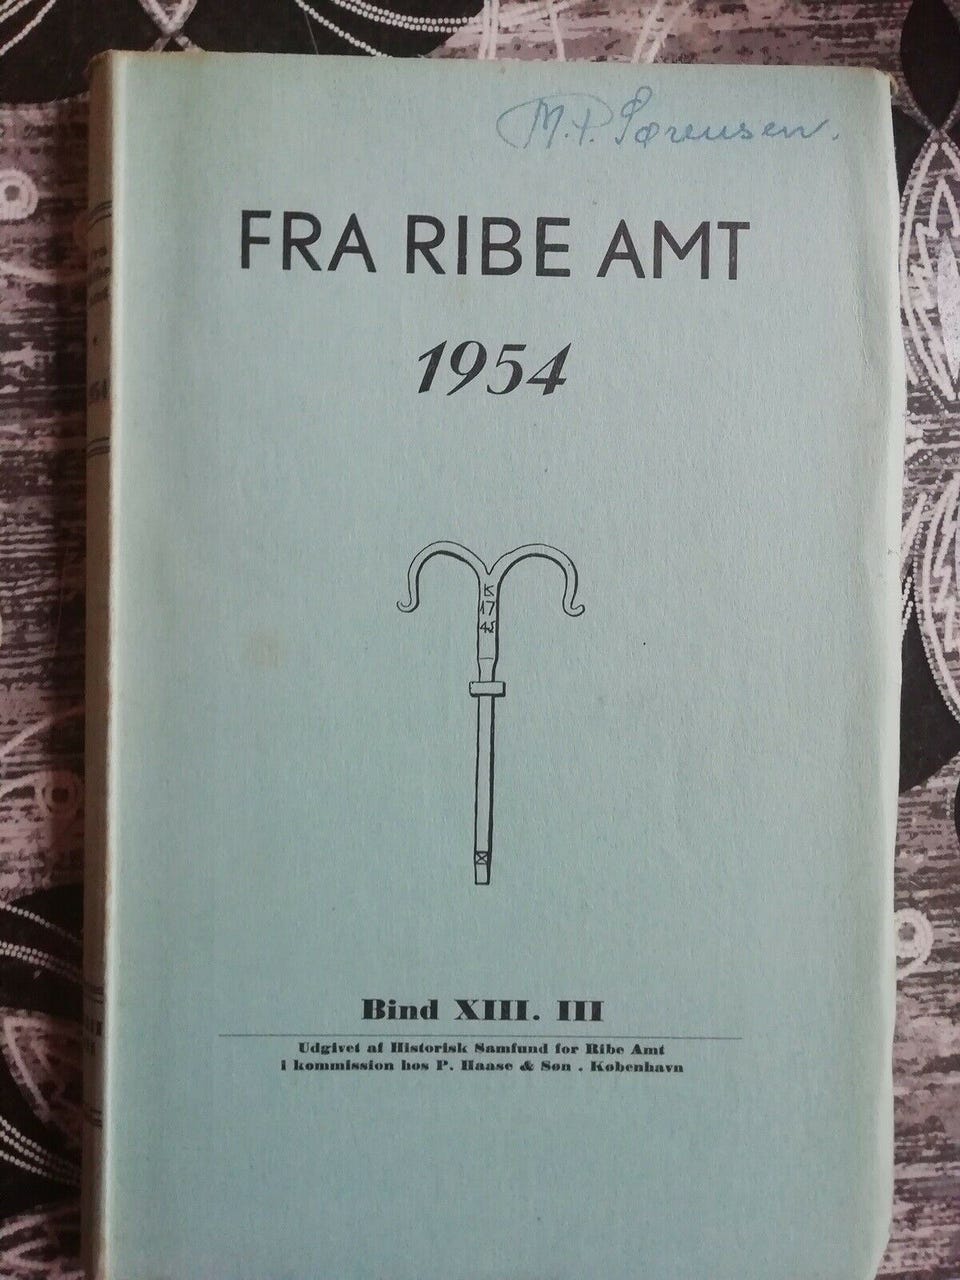 M.P. Sørensen.
FRA RIBE AMT
1954
K
17
45
Bind XIII. III
Udgivet af Historisk Samfund for Ribe Amt
i kommission hos P. Haase & Søn . København